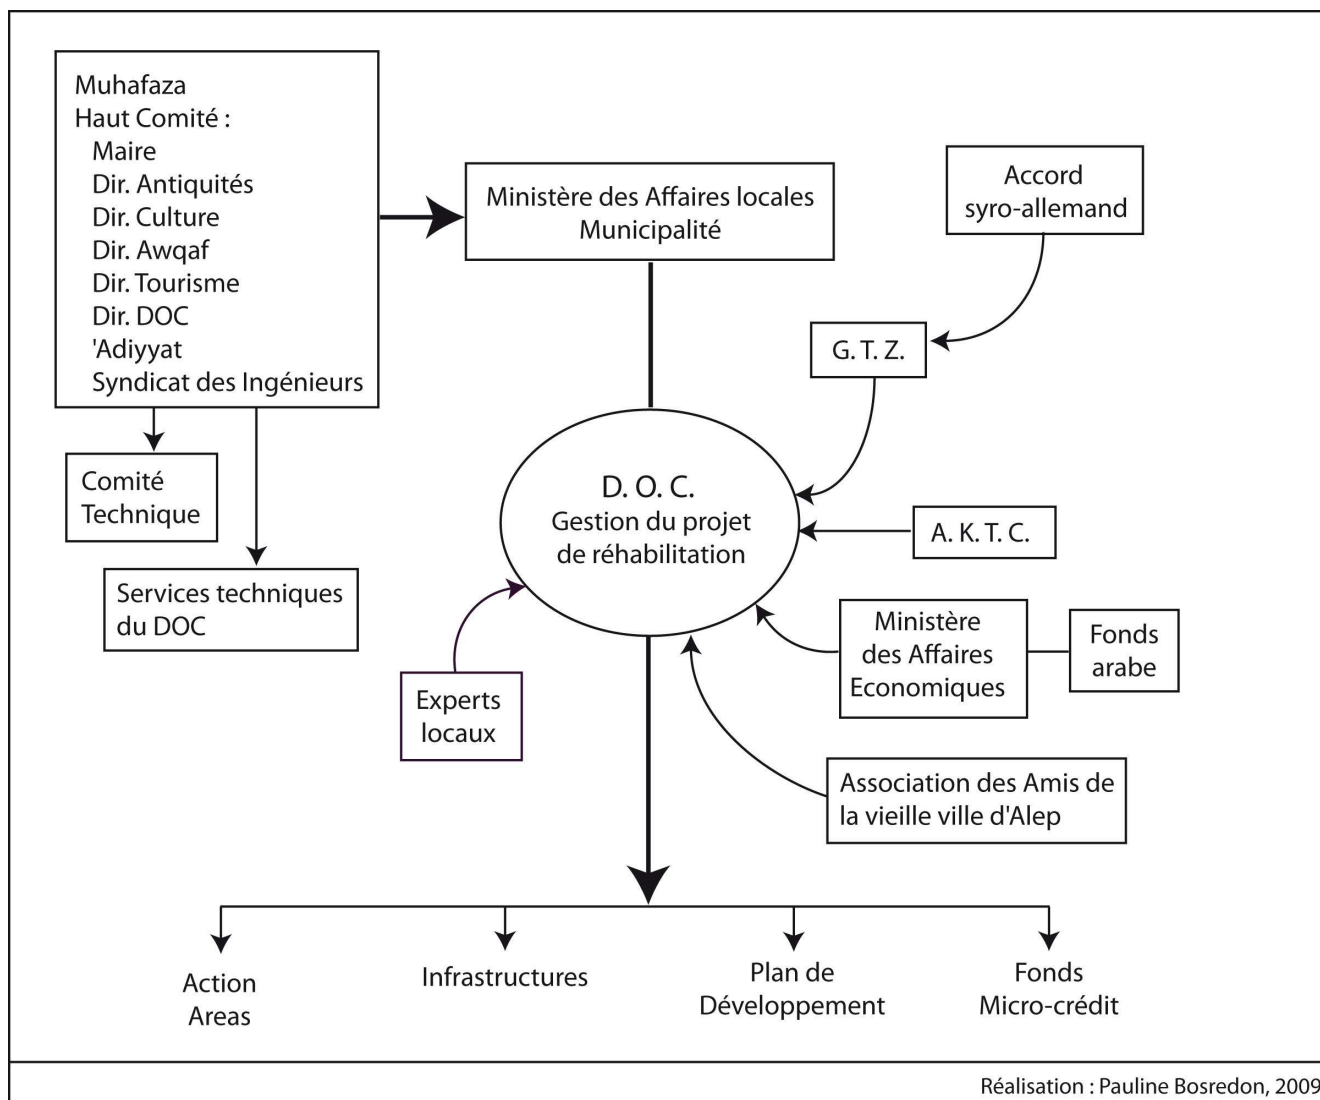 Muhafaza
Haut Comité :
Maire
Dir. Antiquités
Dir. Culture
Dir. Awqaf
Dir. Tourisme
Dir. DOC
'Adiyyat
Syndicat des Ingénieurs
Ministère des Affaires locales
Municipalité
Accord
syro-allemand
G. T. Z.
Comité
Technique
D. O. C.
Gestion du projet
de réhabilitation
A. K. T. C.
Services techniques
du DOC
Ministère
des Affaires
Economiques
Fonds
arabe
Experts
locaux
Association des Amis de
la vieille ville d'Alep
Action
Areas
Infrastructures
Plan de
Développement
Fonds
Micro-crédit
Réalisation : Pauline Bosredon, 2009